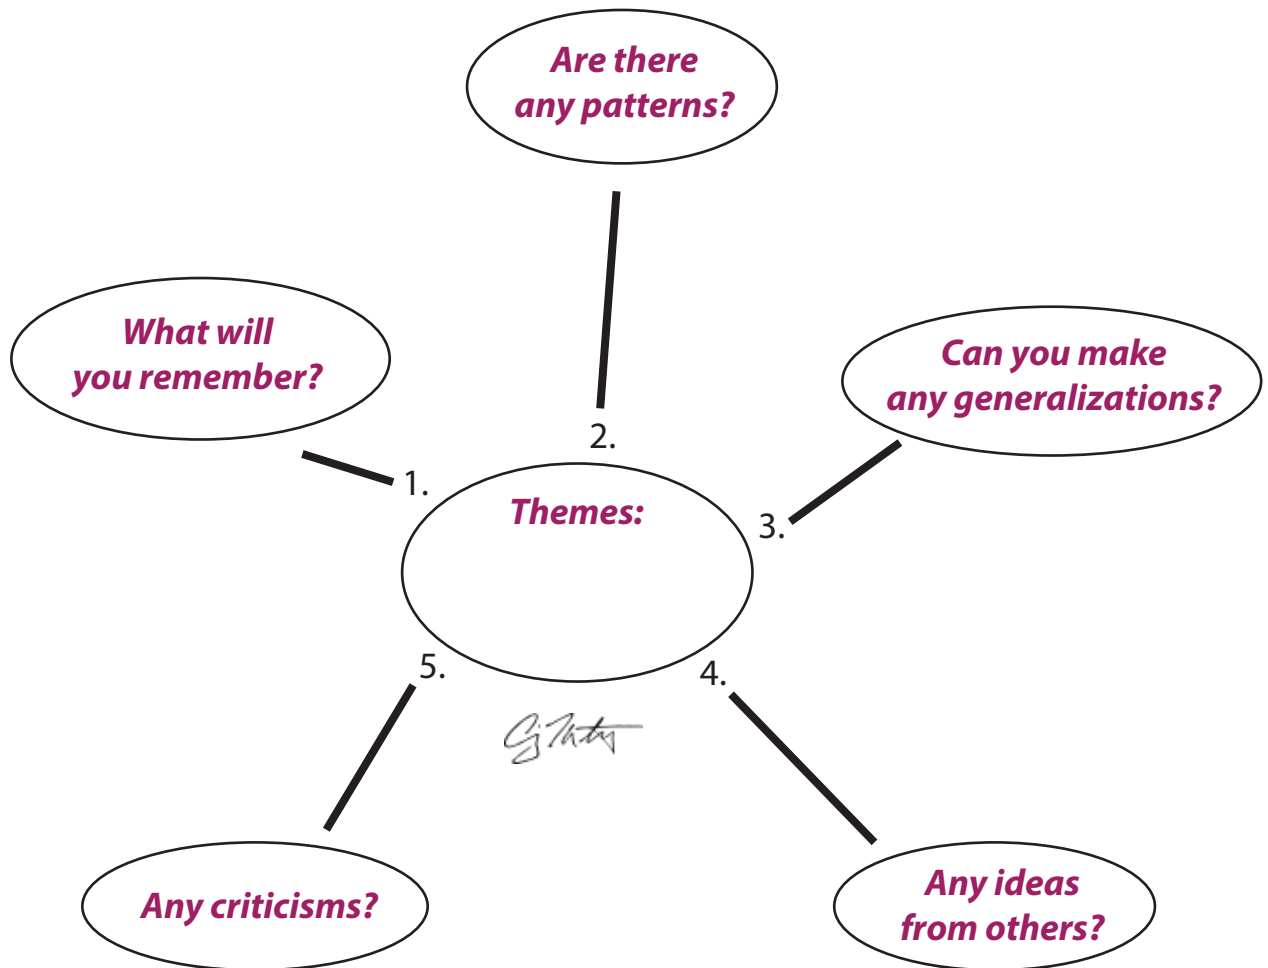 Are there
any patterns?
What will
you remember?
Can you make
any generalizations?
2.
1.
Themes:
3.
5.
4.
Any criticisms?
Any ideas
from others?